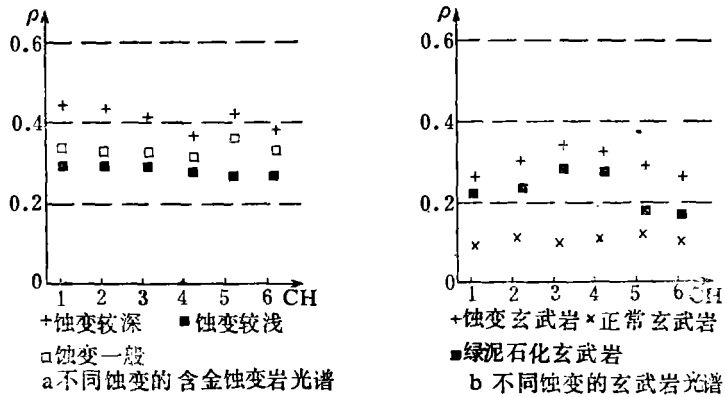 ρ
0.6
0.4
0.2
0
1 2 3 4 5 6 CH
+蚀变较深 ■蚀变较浅
□蚀变一般
a不同蚀变的含金蚀变岩光谱
ρ
0.6
0.4
0.2
0
1 2 3 4 5 6 CH
+蚀变玄武岩 ×正常玄武岩
■绿泥石化玄武岩
b 不同蚀变的玄武岩光谱